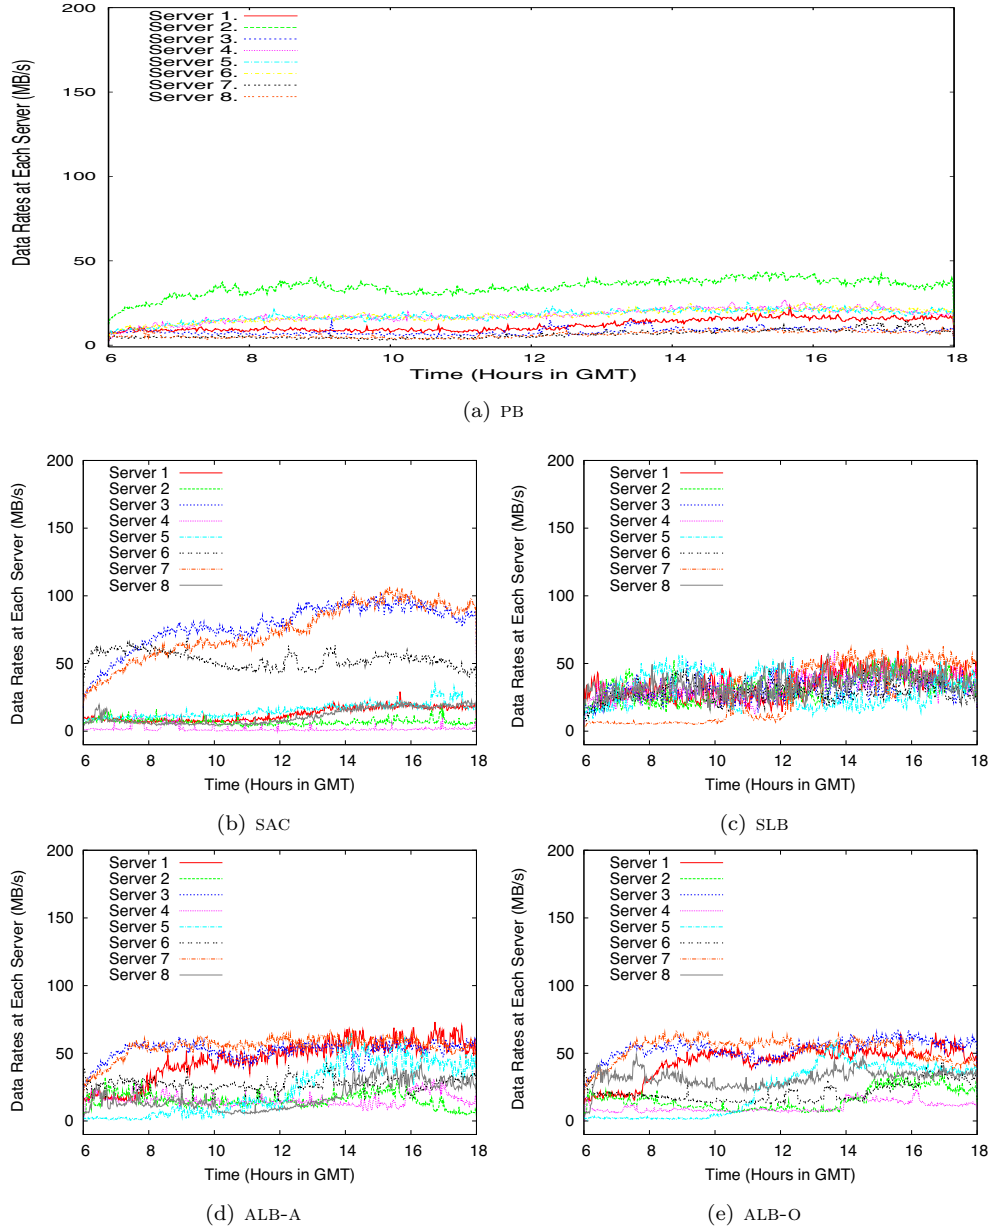 Data Rates at Each Server (MB/s)
200
150
100
50
0
Server 1.
Server 2.
Server 3.
Server 4.
Server 5.
Server 6.
Server 7.
Server 8.
6 8 10 12 14 16 18
Time (Hours in GMT)
(a) PB
Data Rates at Each Server (MB/s)
200
150
100
50
0
Server 1
Server 2
Server 3
Server 4
Server 5
Server 6
Server 7
Server 8
6 8 10 12 14 16 18
Time (Hours in GMT)
(b) SAC
Data Rates at Each Server (MB/s)
200
150
100
50
0
Server 1
Server 2
Server 3
Server 4
Server 5
Server 6
Server 7
Server 8
6 8 10 12 14 16 18
Time (Hours in GMT)
(c) SLB
Data Rates at Each Server (MB/s)
200
150
100
50
0
Server 1
Server 2
Server 3
Server 4
Server 5
Server 6
Server 7
Server 8
6 8 10 12 14 16 18
Time (Hours in GMT)
(d) ALB-A
Data Rates at Each Server (MB/s)
200
150
100
50
0
Server 1
Server 2
Server 3
Server 4
Server 5
Server 6
Server 7
Server 8
6 8 10 12 14 16 18
Time (Hours in GMT)
(e) ALB-O